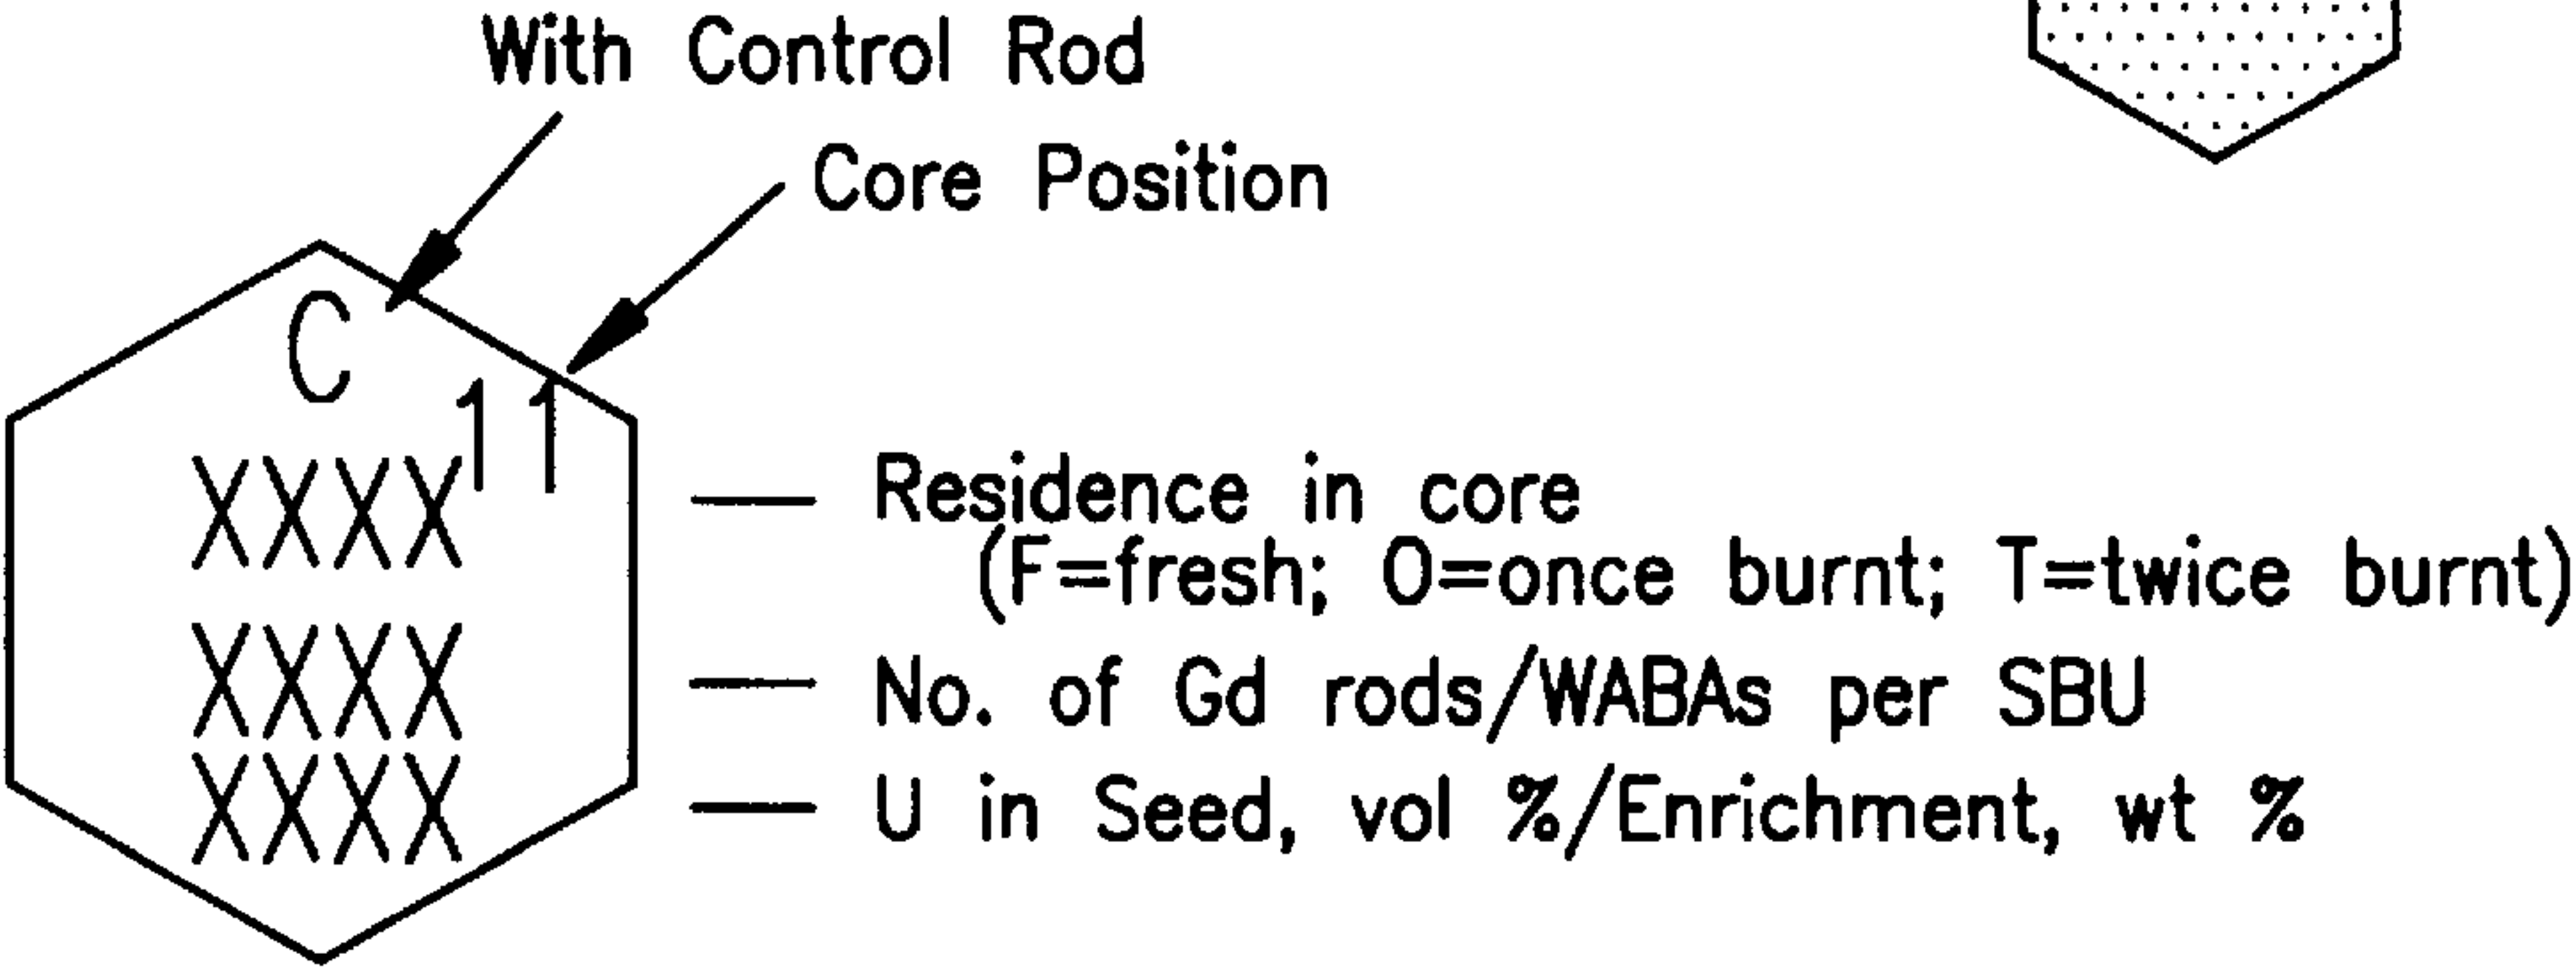 With Control Rod
Core Position
C
11
XXXX
Residence in core
(F=fresh; O=once burnt; T=twice burnt)
XXXX
No. of Gd rods/WABAs per SBU
XXXX
U in Seed, vol %/Enrichment, wt %